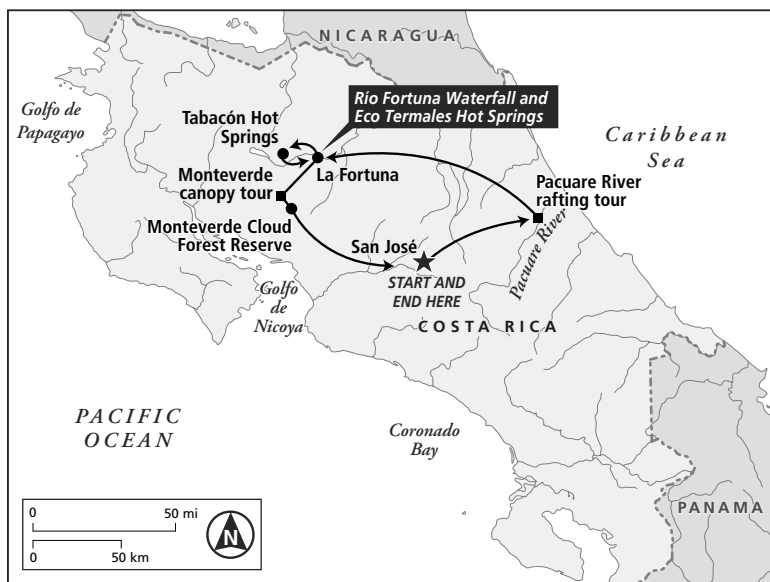 NICARAGUA
Golfo de
Papagayo
Río Fortuna Waterfall and
Eco Termales Hot Springs
Tabacón Hot
Springs
Caribbean
Sea
La Fortuna
Monteverde
canopy tour
Pacuare River
rafting tour
Monteverde Cloud
Forest Reserve
San José
Pacuare River
START AND
END HERE
Golfo
de
Nicoya
COSTA RICA
PACIFIC
OCEAN
Coronado
Bay
PANAMA
0 50 mi
0 50 km
N